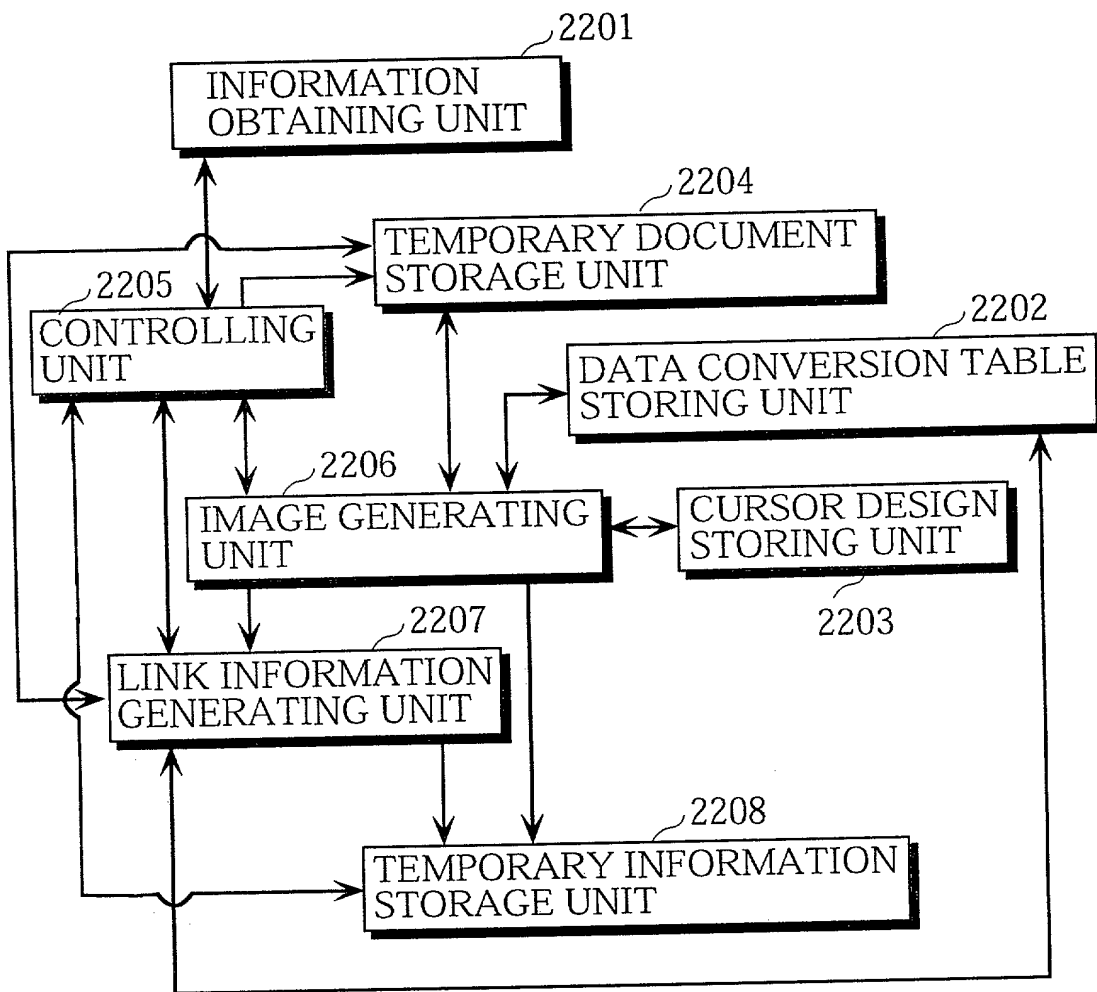 2201
INFORMATION
OBTAINING UNIT
2204
TEMPORARY DOCUMENT
STORAGE UNIT
2205
CONTROLLING
UNIT
2202
DATA CONVERSION TABLE
STORING UNIT
2206
IMAGE GENERATING
UNIT
CURSOR DESIGN
STORING UNIT
2203
2207
LINK INFORMATION
GENERATING UNIT
2208
TEMPORARY INFORMATION
STORAGE UNIT